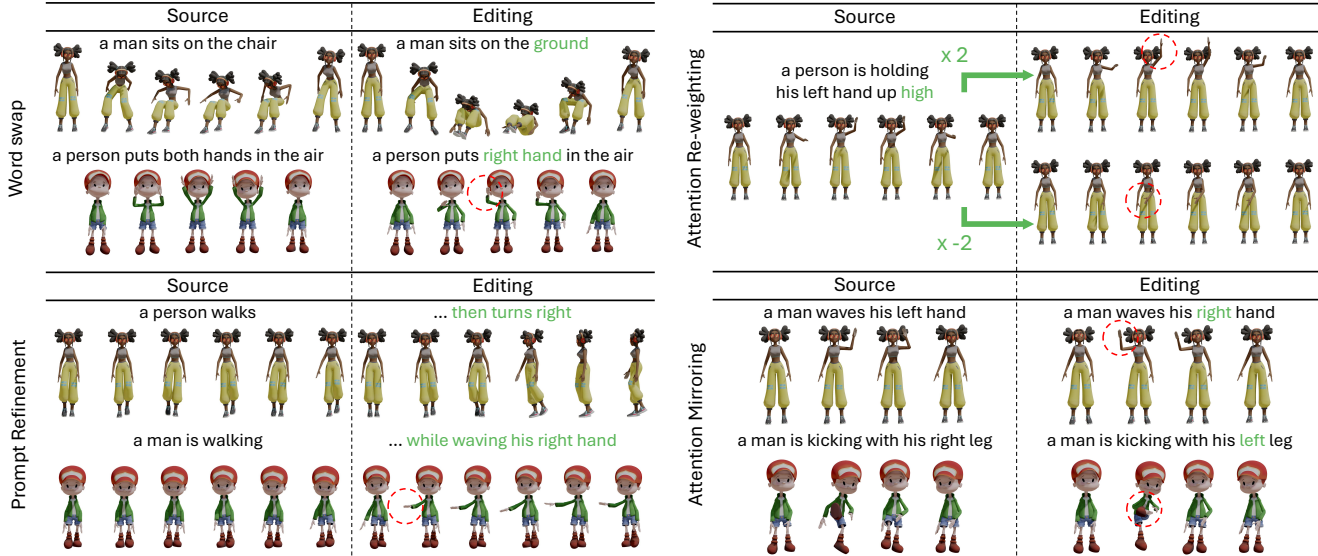 Source
Editing
Word swap
a man sits on the chair
a man sits on the ground
a person puts both hands in the air
a person puts right hand in the air
Source
Editing
Prompt Refinement
a person walks
... then turns right
a man is walking
... while waving his right hand
Source
Editing
Attention Re-weighting
a person is holding
his left hand up high
x 2
x -2
Source
Editing
Attention Mirroring
a man waves his left hand
a man waves his right hand
a man is kicking with his right leg
a man is kicking with his left leg